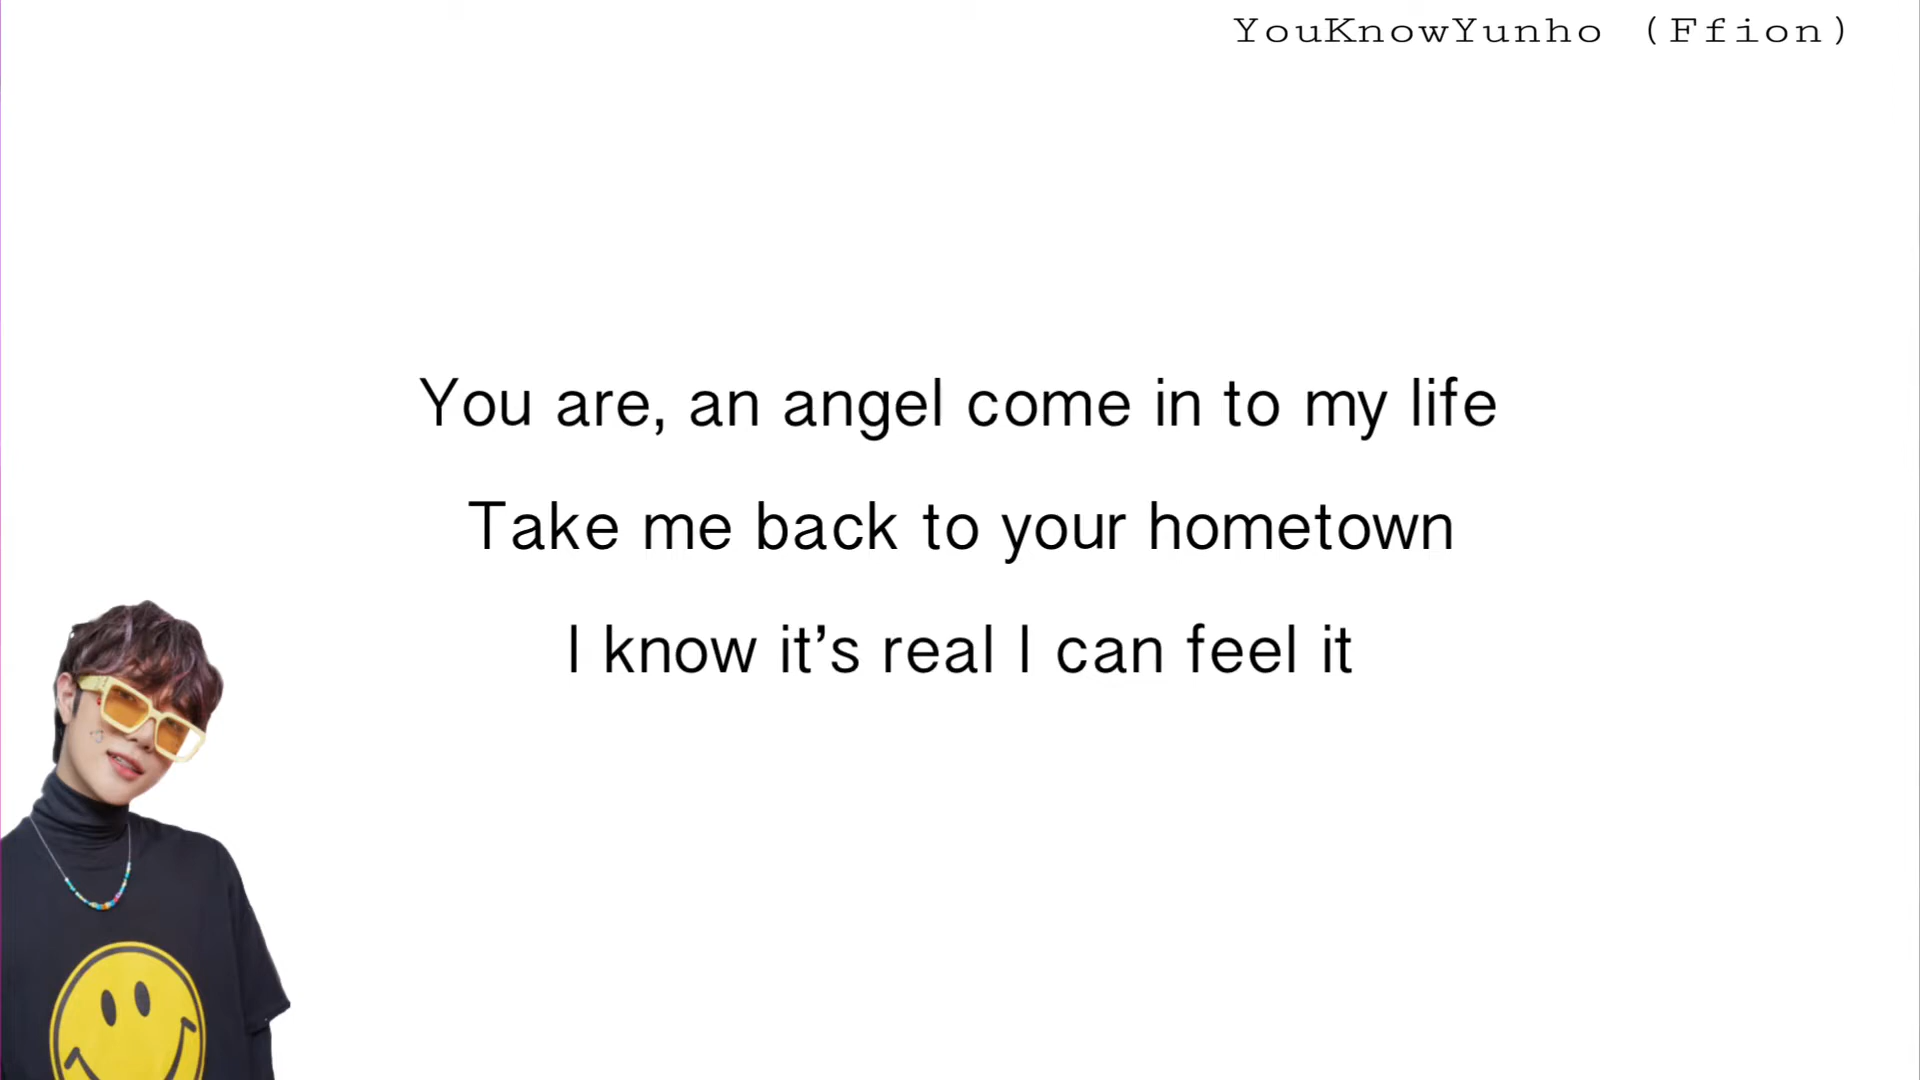 YouKnowYunho (Ffion)
You are, an angel come in to my life
Take me back to your hometown
I know it’s real I can feel it